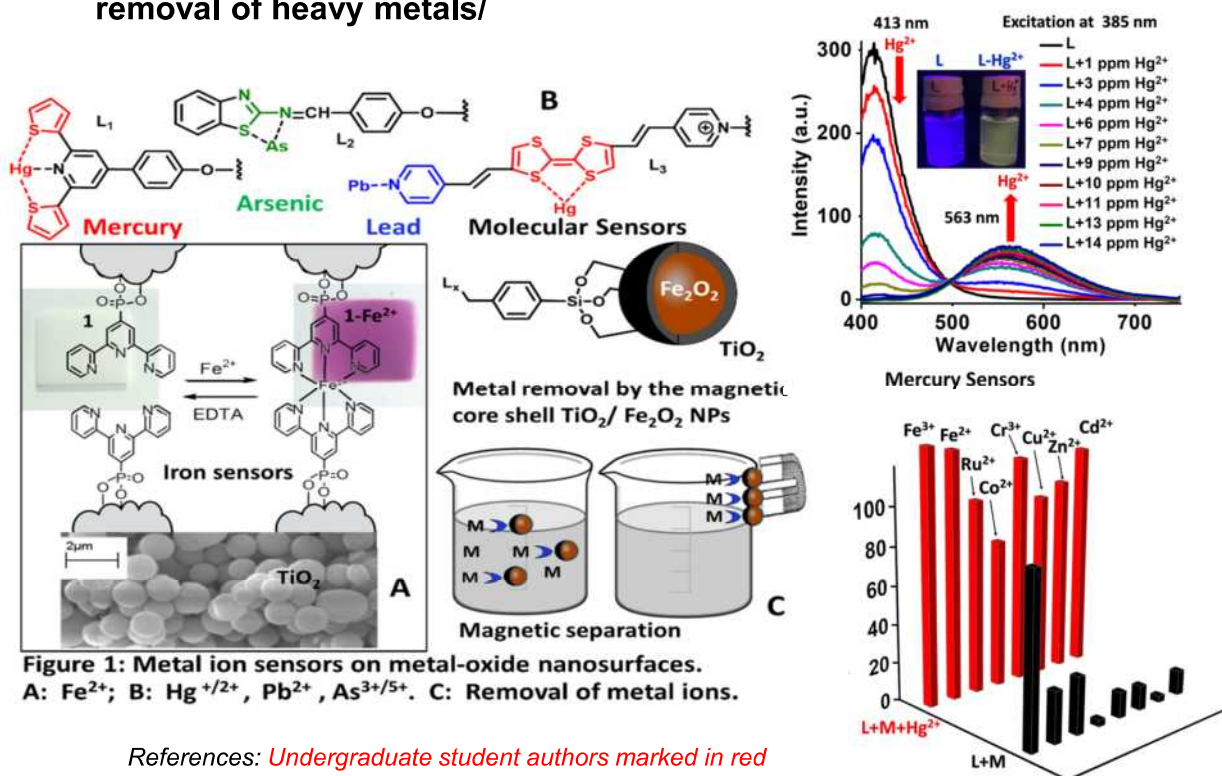 removal of heavy metals/
L₁
S
N
S
Hg
O
N
S
N=CH
O
As
L₂
B
Mercury
Arsenic
Pb
N
S
S
S
S
Hg
L₃
N
+
Lead
Molecular Sensors
O=P
O
O
1
N
N
N
Fe²⁺
EDTA
O=P
O
O
1-Fe²⁺
N
N
N
Fe²⁺
N
N
N
P=O
O
O
P=O
O
O
Iron sensors
2μm
TiO₂
A
Lₓ
Si
O
O
O
Fe₂O₂
TiO₂
Metal removal by the magnetic
core shell TiO₂/ Fe₂O₂ NPs
M
M
M
M
M
M
M
M
C
Magnetic separation
Figure 1: Metal ion sensors on metal-oxide nanosurfaces.
A: Fe²⁺; B: Hg ⁺/²⁺ , Pb²⁺ , As³⁺/⁵⁺. C: Removal of metal ions.
References: Undergraduate student authors marked in red
413 nm
Hg²⁺
Excitation at 385 nm
L
L-Hg²⁺
L
L+Hg²⁺
L
L+1 ppm Hg²⁺
L+3 ppm Hg²⁺
L+4 ppm Hg²⁺
L+6 ppm Hg²⁺
L+7 ppm Hg²⁺
L+9 ppm Hg²⁺
L+10 ppm Hg²⁺
L+11 ppm Hg²⁺
L+13 ppm Hg²⁺
L+14 ppm Hg²⁺
Hg²⁺
563 nm
Intensity (a.u.)
300
200
100
0
400 500 600 700
Wavelength (nm)
Mercury Sensors
Fe³⁺
Fe²⁺
Ru²⁺
Co²⁺
Cr³⁺
Cu²⁺
Zn²⁺
Cd²⁺
100
80
60
40
20
0
L+M+Hg²⁺
L+M